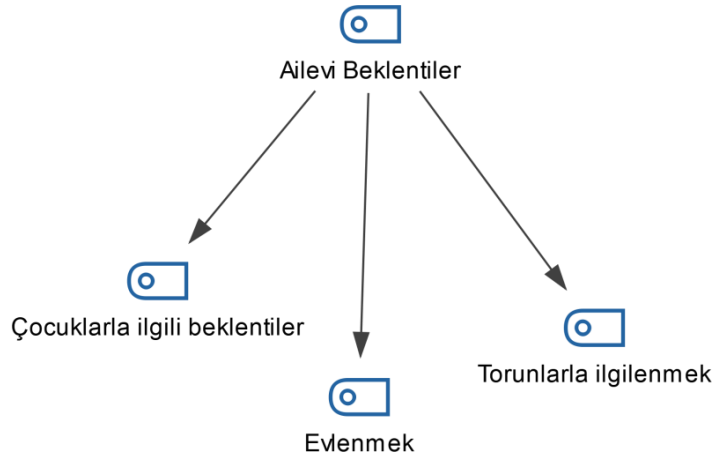 Ailevi Beklentiler
Çocuklarla ilgili beklentiler
Torunlarla ilgilenmek
Evlenmek